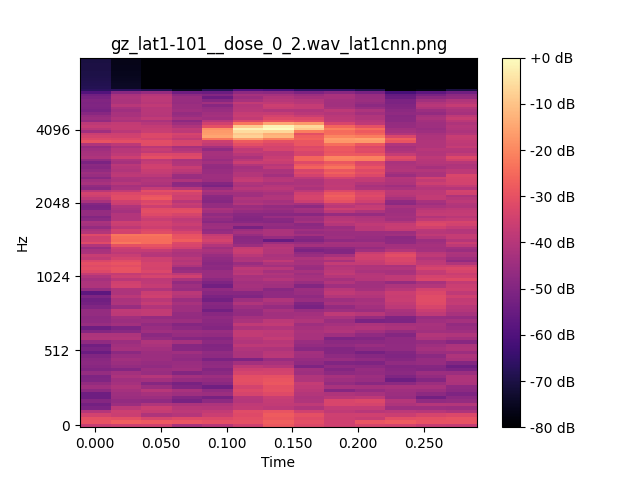 gz_lat1-101__dose_0_2.wav_lat1cnn.png
Hz
4096
2048
1024
512
0
0.000 0.050 0.100 0.150 0.200 0.250
Time
+0 dB
-10 dB
-20 dB
-30 dB
-40 dB
-50 dB
-60 dB
-70 dB
-80 dB